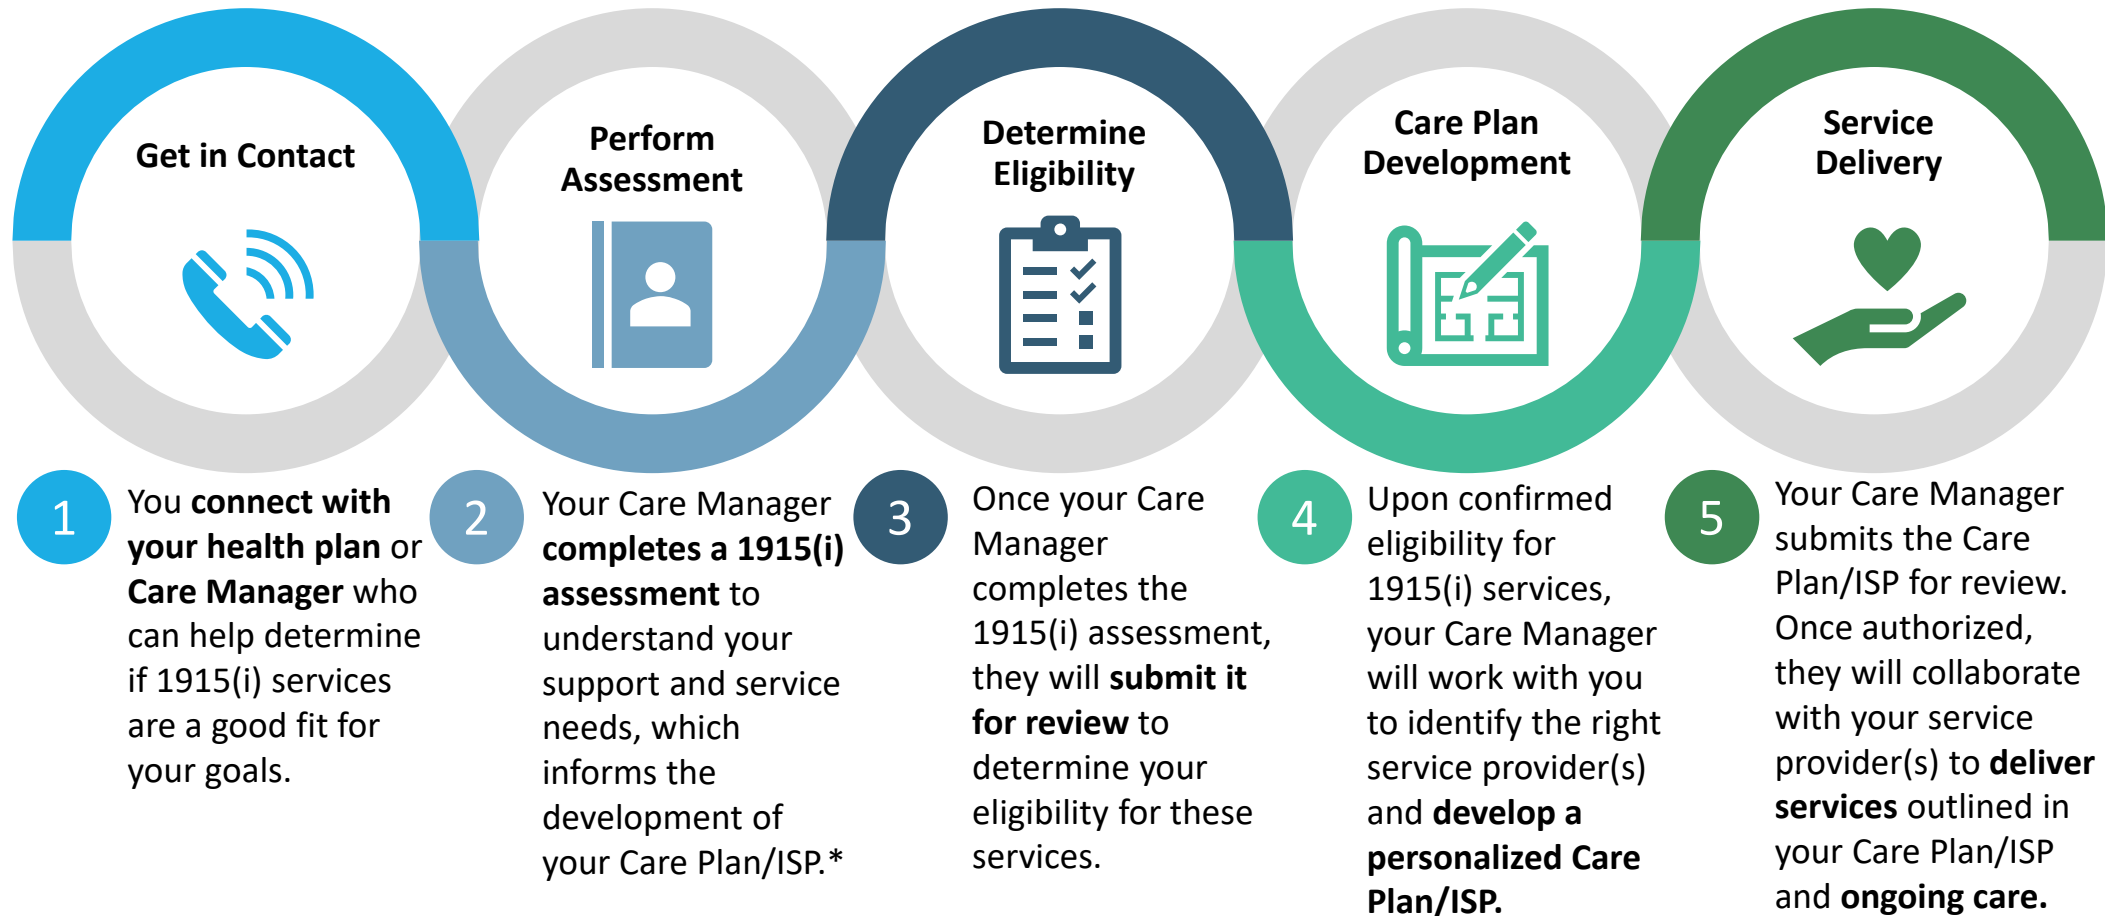 Get in Contact
Perform
Assessment
Determine
Eligibility
Care Plan
Development
Service
Delivery
1
You connect with
your health plan or
Care Manager who
can help determine
if 1915(i) services
are a good fit for
your goals.
2
Your Care Manager
completes a 1915(i)
assessment to
understand your
support and service
needs, which
informs the
development of
your Care Plan/ISP.*
3
Once your Care
Manager
completes the
1915(i) assessment,
they will submit it
for review to
determine your
eligibility for these
services.
4
Upon confirmed
eligibility for
1915(i) services,
your Care Manager
will work with you
to identify the right
service provider(s)
and develop a
personalized Care
Plan/ISP.
5
Your Care Manager
submits the Care
Plan/ISP for review.
Once authorized,
they will collaborate
with your service
provider(s) to deliver
services outlined in
your Care Plan/ISP
and ongoing care.